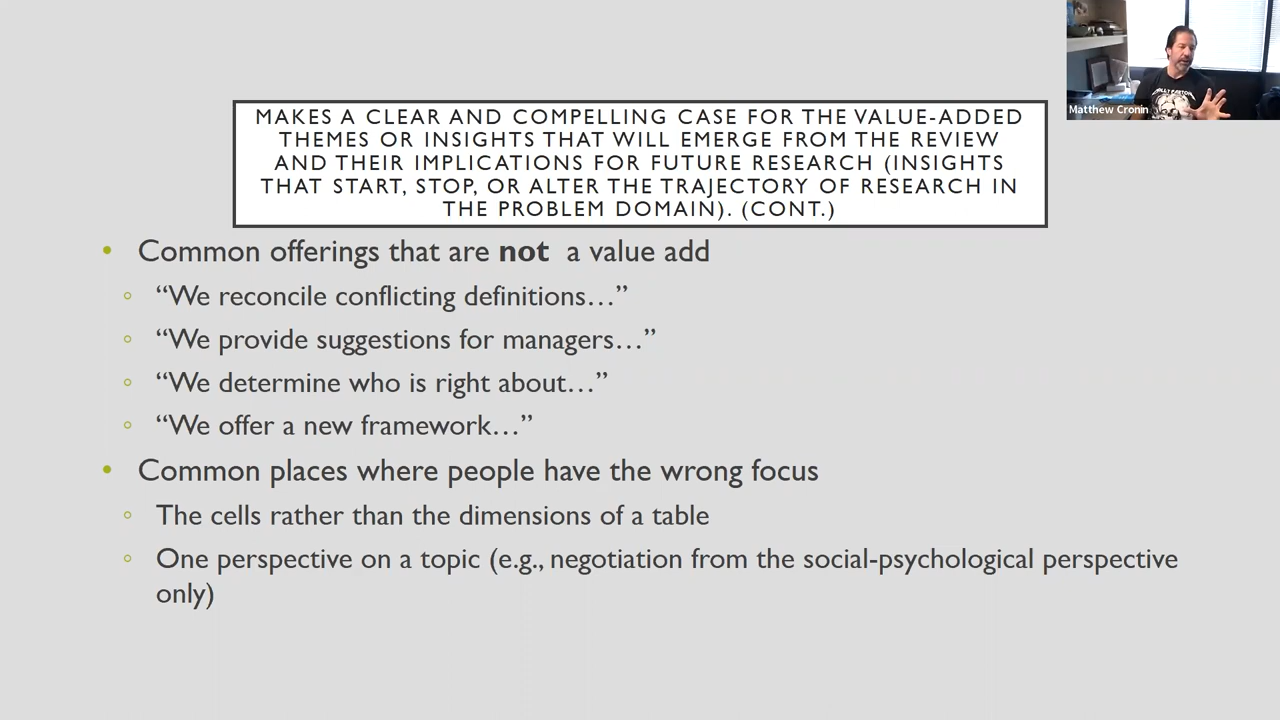 MAKES A CLEAR AND COMPELLING CASE FOR THE VALUE-ADDED
THEMES OR INSIGHTS THAT WILL EMERGE FROM THE REVIEW
AND THEIR IMPLICATIONS FOR FUTURE RESEARCH (INSIGHTS
THAT START, STOP, OR ALTER THE TRAJECTORY OF RESEARCH IN
THE PROBLEM DOMAIN). (CONT.)
Matthew Cronin
• Common offerings that are not a value add
◦ “We reconcile conflicting definitions…”
◦ “We provide suggestions for managers…”
◦ “We determine who is right about…”
◦ “We offer a new framework…”
• Common places where people have the wrong focus
◦ The cells rather than the dimensions of a table
◦ One perspective on a topic (e.g., negotiation from the social-psychological perspective
only)